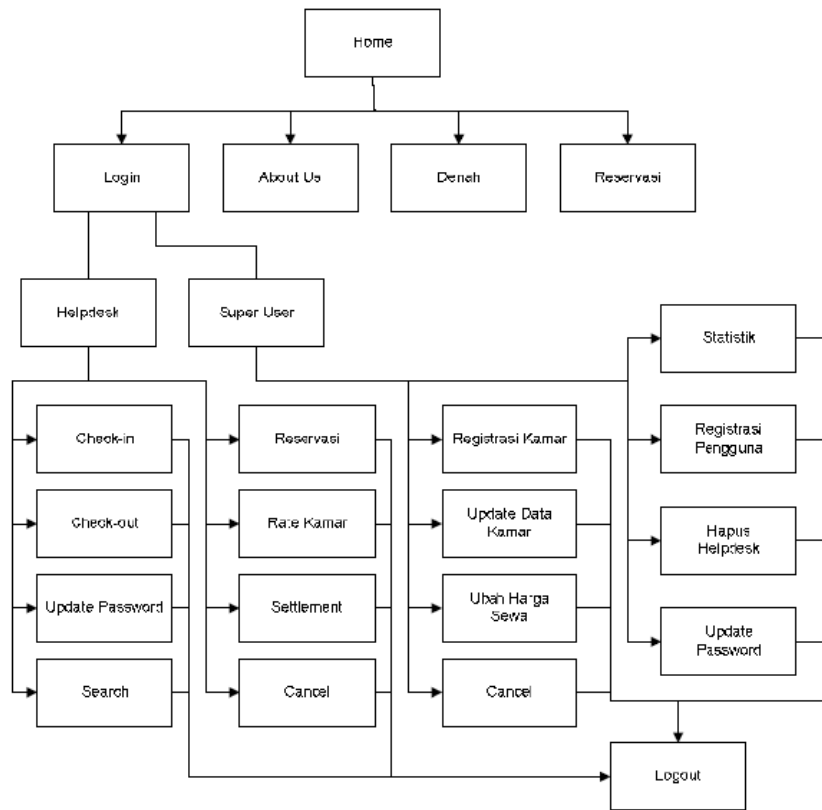 Home
Login
About Us
Denah
Reservasi
Helpdesk
Super User
Statistik
Check-in
Reservasi
Registrasi Kamar
Registrasi
Pengguna
Check-out
Rate Kamar
Update Data
Kamar
Hapus
Helpdesk
Update Password
Settlement
Ubah Harga
Sewa
Update
Password
Search
Cancel
Cancel
Logout